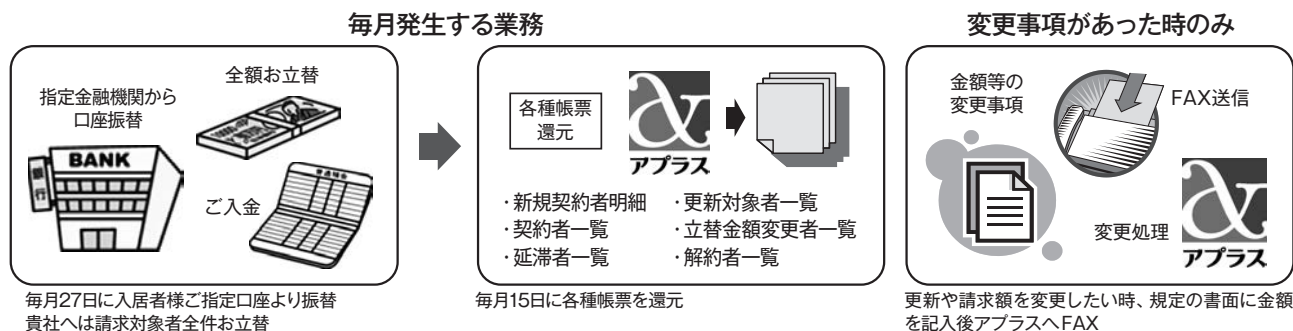 毎月発生する業務
変更事項があった時のみ
全額お立替
指定金融機関から
口座振替
BANK
銀行
ご入金
普通預金
各種帳票
還元
アプラス
・新規契約者明細
・契約者一覧
・延滞者一覧
・更新対象者一覧
・立替金額変更者一覧
・解約者一覧
金額等の
変更事項
FAX送信
変更処理
アプラス
毎月27日に入居者様ご指定口座より振替
貴社へは請求対象者全件お立替
毎月15日に各種帳票を還元
更新や請求額を変更したい時、規定の書面に金額
を記入後アプラスへFAX